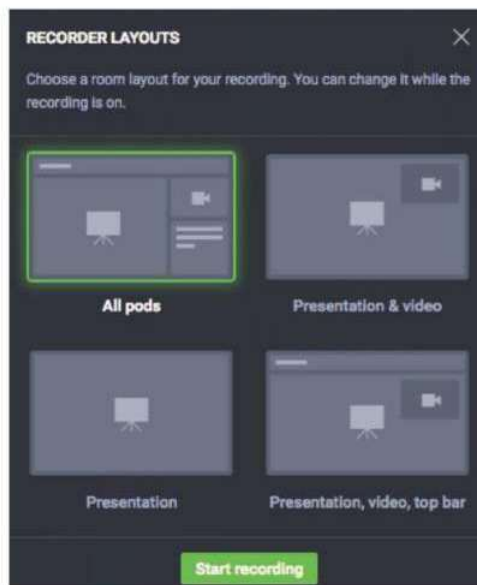 RECORDER LAYOUTS
Choose a room layout for your recording. You can change it while the
recording is on.
All pods
Presentation & video
Presentation
Presentation, video, top bar
Start recording